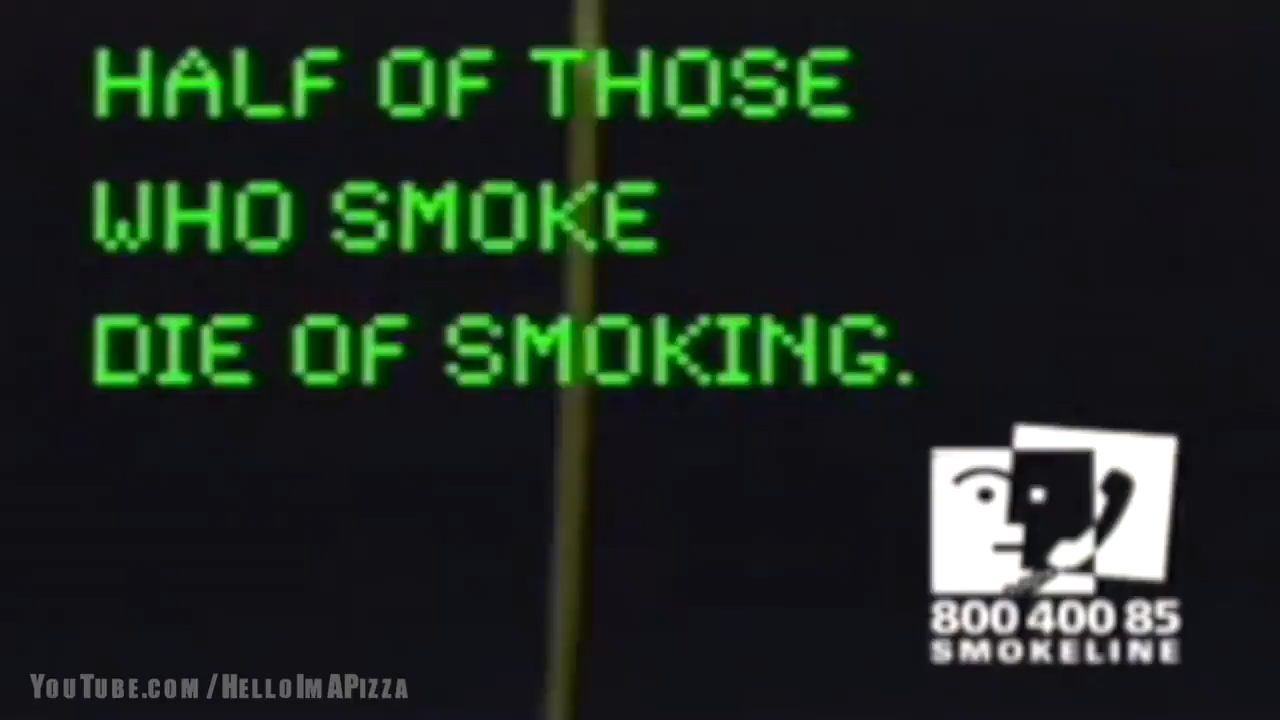 HALF OF THOSE
WHO SMOKE
DIE OF SMOKING.
800 400 85
SMOKELINE
YouTube.com/HelloImAPizza